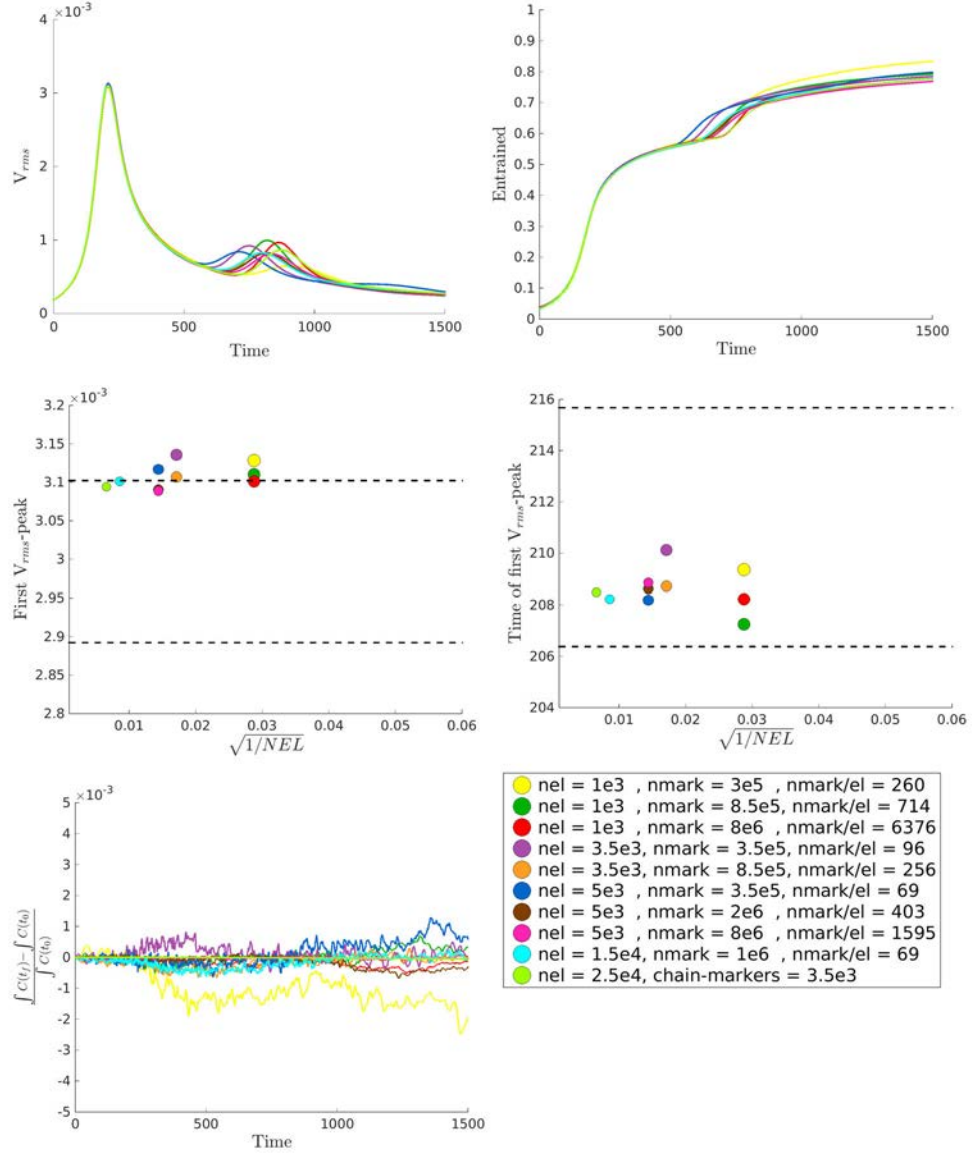 ×10⁻³
4
3
2
1
0
V_rms
0 500 1000 1500
Time
1
0.9
0.8
0.7
0.6
0.5
0.4
0.3
0.2
0.1
0
Entrained
0 500 1000 1500
Time
×10⁻³
3.2
3.15
3.1
3.05
3
2.95
2.9
2.85
2.8
First V_rms-peak
0.01 0.02 0.03 0.04 0.05 0.06
√1/NEL
216
214
212
210
208
206
204
Time of first V_rms-peak
0.01 0.02 0.03 0.04 0.05 0.06
√1/NEL
×10⁻³
5
4
3
2
1
0
-1
-2
-3
-4
-5
∫ C(t_f) − ∫ C(t_0)
∫ C(t_0)
0 500 1000 1500
Time
nel = 1e3 , nmark = 3e5 , nmark/el = 260
nel = 1e3 , nmark = 8.5e5, nmark/el = 714
nel = 1e3 , nmark = 8e6 , nmark/el = 6376
nel = 3.5e3, nmark = 3.5e5, nmark/el = 96
nel = 3.5e3, nmark = 8.5e5, nmark/el = 256
nel = 5e3 , nmark = 3.5e5, nmark/el = 69
nel = 5e3 , nmark = 2e6 , nmark/el = 403
nel = 5e3 , nmark = 8e6 , nmark/el = 1595
nel = 1.5e4, nmark = 1e6 , nmark/el = 69
nel = 2.5e4, chain-markers = 3.5e3